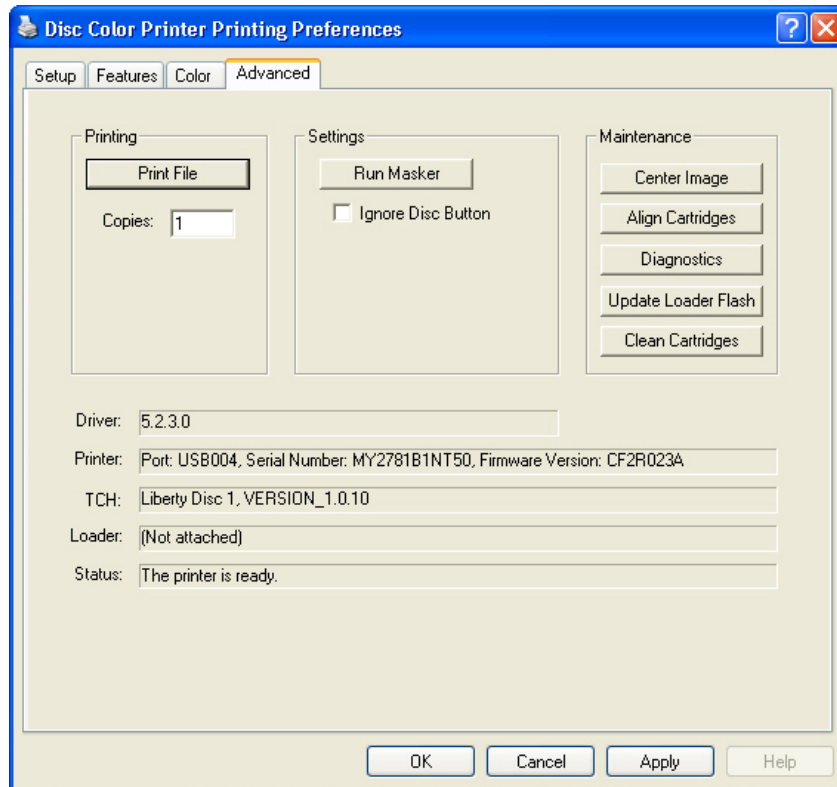 Disc Color Printer Printing Preferences
Setup
Features
Color
Advanced
Printing
Print File
Copies: 1
Settings
Run Masker
Ignore Disc Button
Maintenance
Center Image
Align Cartridges
Diagnostics
Update Loader Flash
Clean Cartridges
Driver: 5.2.3.0
Printer: Port: USB004, Serial Number: MY2781B1NT50, Firmware Version: CF2R023A
TCH: Liberty Disc 1, VERSION_1.0.10
Loader: (Not attached)
Status: The printer is ready.
OK
Cancel
Apply
Help